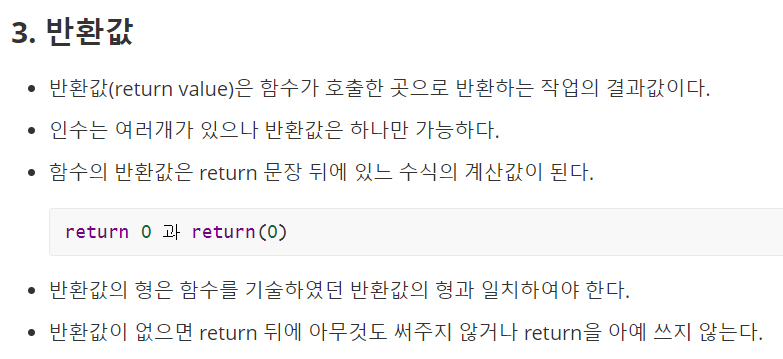 3. 반환값
• 반환값(return value)은 함수가 호출한 곳으로 반환하는 작업의 결과값이다.
• 인수는 여러개가 있으나 반환값은 하나만 가능하다.
• 함수의 반환값은 return 문장 뒤에 있느 수식의 계산값이 된다.
return 0 과 return(0)
• 반환값의 형은 함수를 기술하였던 반환값의 형과 일치하여야 한다.
• 반환값이 없으면 return 뒤에 아무것도 써주지 않거나 return을 아예 쓰지 않는다.